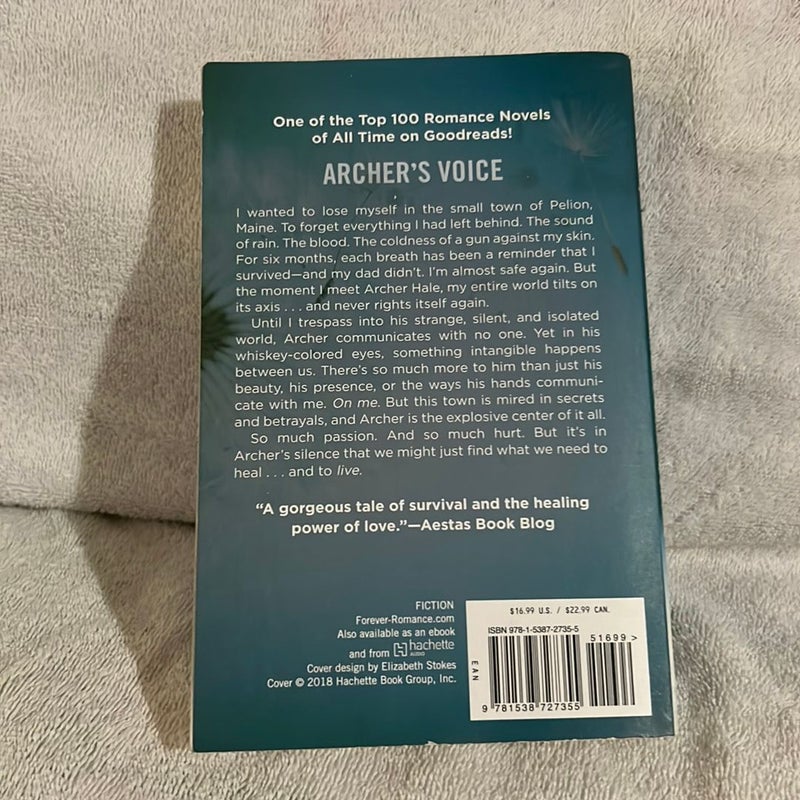 One of the Top 100 Romance Novels
of All Time on Goodreads!
ARCHER'S VOICE
I wanted to lose myself in the small town of Pelion,
Maine. To forget everything I had left behind. The sound
of rain. The blood. The coldness of a gun against my skin.
For six months, each breath has been a reminder that I
survived—and my dad didn't. I'm almost safe again. But
the moment I meet Archer Hale, my entire world tilts on
its axis . . . and never rights itself again.
Until I trespass into his strange, silent, and isolated
world, Archer communicates with no one. Yet in his
whiskey-colored eyes, something intangible happens
between us. There's so much more to him than just his
beauty, his presence, or the ways his hands communi-
cate with me. On me. But this town is mired in secrets
and betrayals, and Archer is the explosive center of it all.
So much passion. And so much hurt. But it's in
Archer's silence that we might just find what we need to
heal . . . and to live.
"A gorgeous tale of survival and the healing
power of love."—Aestas Book Blog
FICTION
Forever-Romance.com
Also available as an ebook
and from hachette
AUDIO
Cover design by Elizabeth Stokes
Cover © 2018 Hachette Book Group, Inc.
$16.99 U.S. / $22.99 CAN.
ISBN 978-1-5387-2735-5
51699>
EAN
9 781538 727355